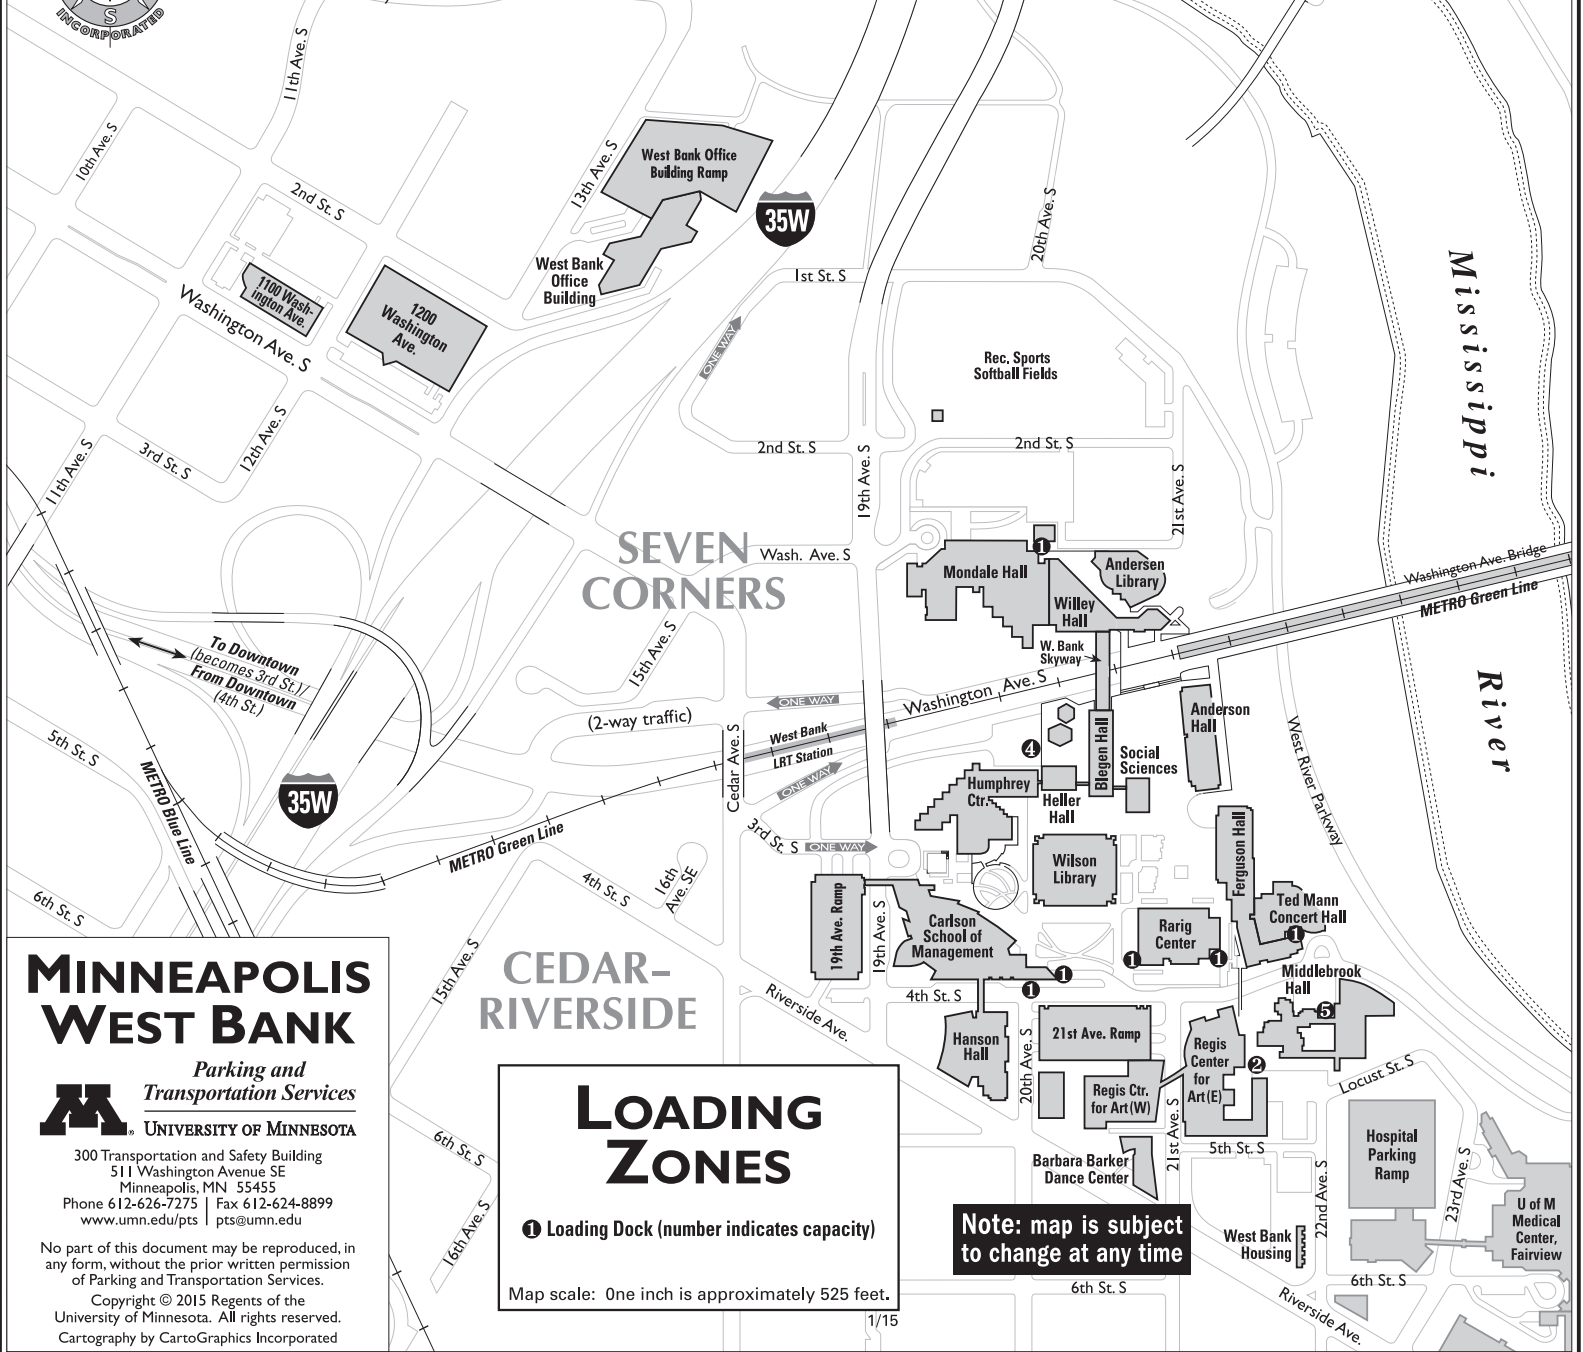 S
INCORPORATED
11th Ave. S
10th Ave. S
2nd St. S
13th Ave. S
West Bank Office
Building Ramp
35W
20th Ave. S
West Bank
Office
Building
1st St. S
1100 Wash-
ington Ave.
Washington Ave. S
1200
Washington
Ave.
ONE WAY
Rec. Sports
Softball Fields
Mississippi
River
12th Ave. S
3rd St. S
11th Ave. S
2nd St. S
2nd St. S
19th Ave. S
21st Ave. S
SEVEN
CORNERS
Wash. Ave. S
Mondale Hall
1
Andersen
Library
Willey
Hall
Washington Ave. Bridge
METRO Green Line
W. Bank
Skyway
To Downtown
(becomes 3rd St.)/
From Downtown
(4th St.)
15th Ave. S
ONE WAY
Washington Ave. S
(2-way traffic)
West Bank
LRT Station
Cedar Ave. S
ONE WAY
4
Blegen Hall
Social
Sciences
Anderson
Hall
West River Parkway
5th St. S
METRO Blue Line
35W
Humphrey
Ctr.
Heller
Hall
METRO Green Line
3rd St. S
ONE WAY
Wilson
Library
Ferguson Hall
16th
Ave. SE
4th St. S
6th St. S
19th Ave. Ramp
19th Ave. S
Carlson
School of
Management
1
1
Rarig
Center
1
1
Ted Mann
Concert Hall
1
15th Ave. S
CEDAR–
RIVERSIDE
Riverside Ave.
4th St. S
Middlebrook
Hall
5
Hanson
Hall
20th Ave. S
21st Ave. Ramp
Regis
Center
for
Art (E)
2
Regis Ctr.
for Art (W)
21st Ave. S
Locust St. S
5th St. S
Barbara Barker
Dance Center
Hospital
Parking
Ramp
22nd Ave. S
23rd Ave. S
U of M
Medical
Center,
Fairview
West Bank
Housing
6th St. S
6th St. S
Riverside Ave.
6th St. S
16th Ave. S
MINNEAPOLIS
WEST BANK
Parking and
Transportation Services
M®
UNIVERSITY OF MINNESOTA
300 Transportation and Safety Building
511 Washington Avenue SE
Minneapolis, MN 55455
Phone 612-626-7275 | Fax 612-624-8899
www.umn.edu/pts | pts@umn.edu
No part of this document may be reproduced, in
any form, without the prior written permission
of Parking and Transportation Services.
Copyright © 2015 Regents of the
University of Minnesota. All rights reserved.
Cartography by CartoGraphics Incorporated
LOADING
ZONES
1 Loading Dock (number indicates capacity)
Map scale: One inch is approximately 525 feet.
1/15
Note: map is subject
to change at any time